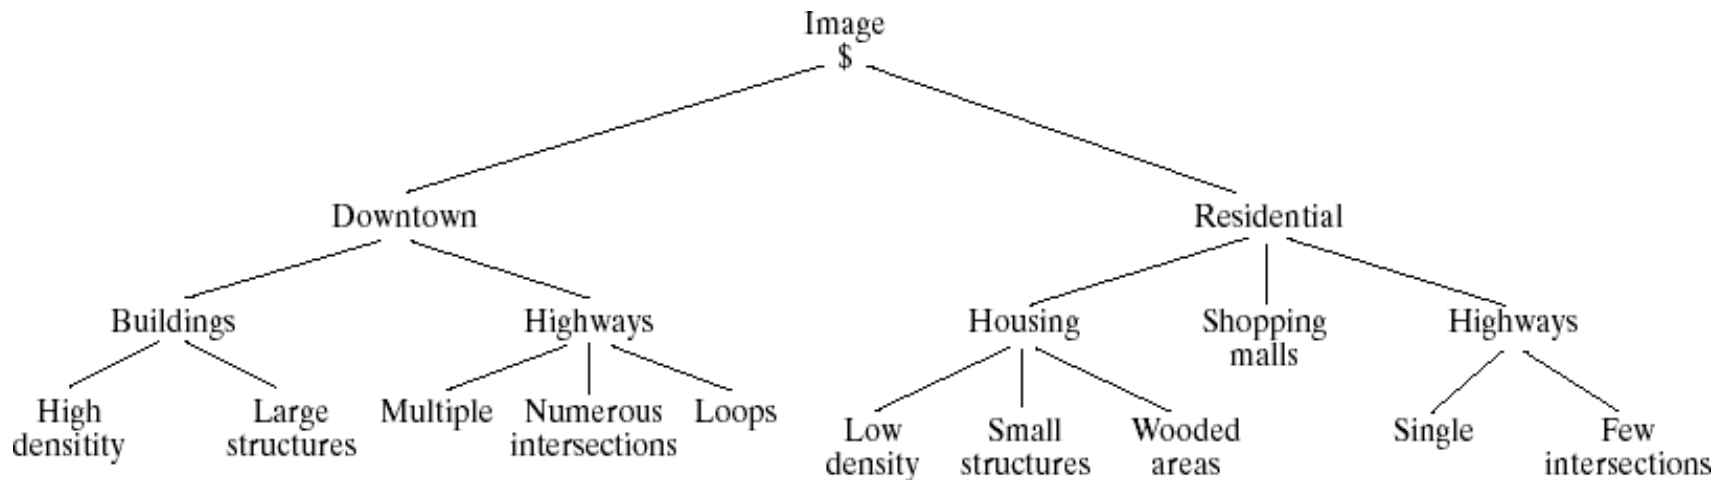 Image
$
Downtown
Residential
Buildings
Highways
Housing
Shopping
malls
Highways
High
densitity
Large
structures
Multiple
Numerous
intersections
Loops
Low
density
Small
structures
Wooded
areas
Single
Few
intersections